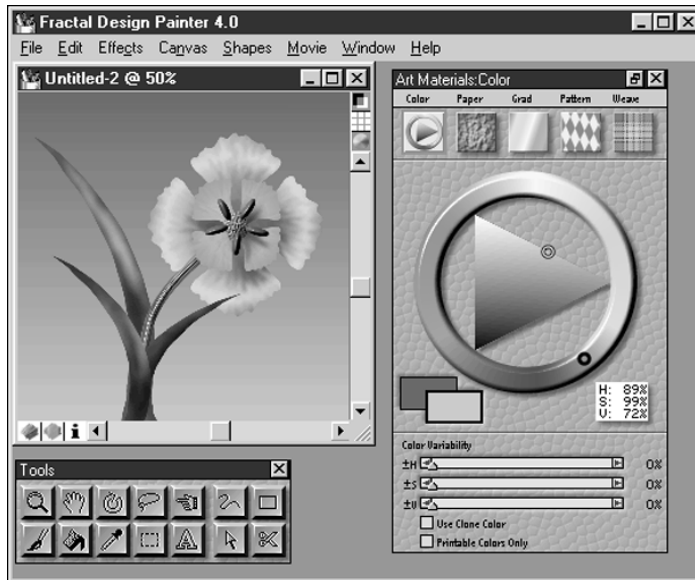 Fractal Design Painter 4.0
File Edit Effects Canvas Shapes Movie Window Help
Untitled-2 @ 50%
Art Materials:Color
Color Paper Grad Pattern Weave
H: 89%
S: 99%
V: 72%
Color Variability
±H 0%
±S 0%
±V 0%
Use Clone Color
Printable Colors Only
Tools
A